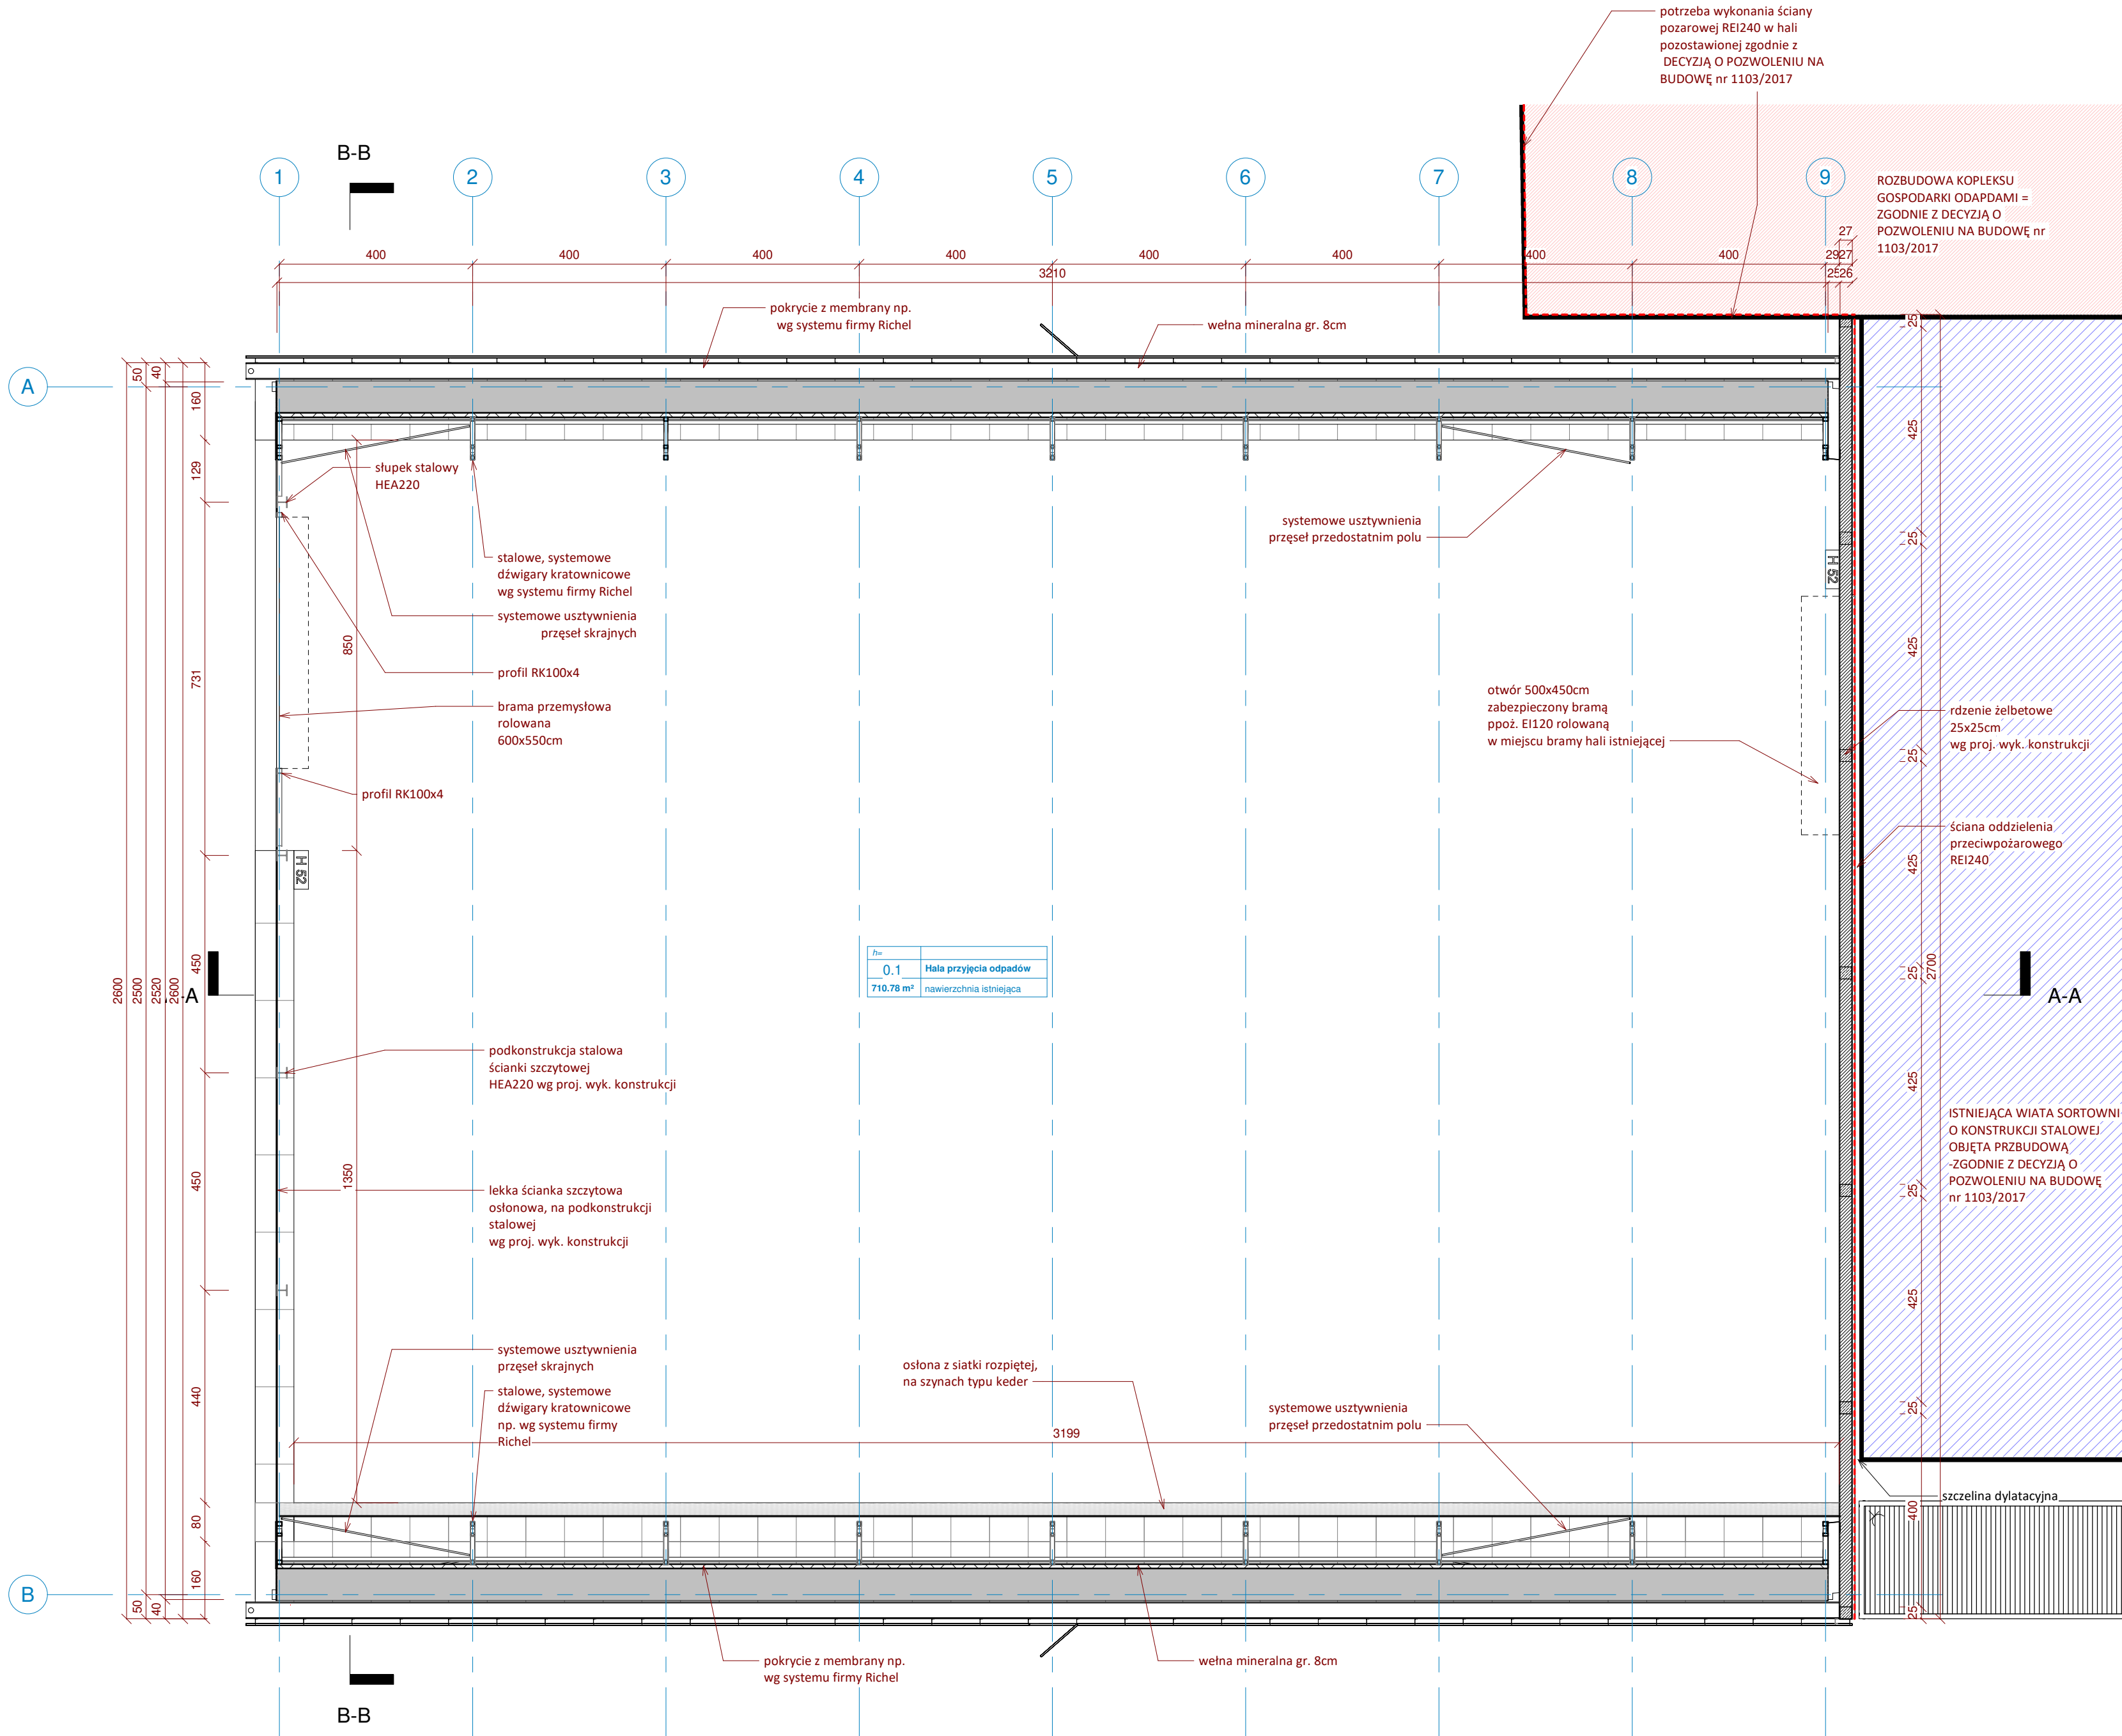 potrzeba wykonania ściany
pozarowej REI240 w hali
pozostawionej zgodnie z
DECYZJĄ O POZWOLENIU NA
BUDOWĘ nr 1103/2017
B-B
1
2
3
4
5
6
7
8
9
ROZBUDOWA KOPLEKSU
GOSPODARKI ODAPDAMI =
ZGODNIE Z DECYZJĄ O
POZWOLENIU NA BUDOWĘ nr
1103/2017
27
400
400
400
400
400
400
400
400
29
27
3210
25
26
pokrycie z membrany np.
wg systemu firmy Richel
wełna mineralna gr. 8cm
A
50
40
160
129
731
450
450
440
80
160
50
40
2600
2500
2520
2600
850
1350
słupek stalowy
HEA220
stalowe, systemowe
dźwigary kratownicowe
wg systemu firmy Richel
systemowe usztywnienia
przęseł skrajnych
profil RK100x4
brama przemysłowa
rolowana
600x550cm
profil RK100x4
H 52
systemowe usztywnienia
przęseł przedostatnim polu
H 52
otwór 500x450cm
zabezpieczony bramą
ppoż. EI120 rolowaną
w miejscu bramy hali istniejącej
rdzenie żelbetowe
25x25cm
wg proj. wyk. konstrukcji
ściana oddzielenia
przeciwpożarowego
REI240
25
425
25
425
25
425
25
425
25
425
25
400
25
2700
h=
0.1 Hala przyjęcia odpadów
710.78 m² nawierzchnia istniejąca
-A
A-A
podkonstrukcja stalowa
ścianki szczytowej
HEA220 wg proj. wyk. konstrukcji
lekka ścianka szczytowa
osłonowa, na podkonstrukcji
stalowej
wg proj. wyk. konstrukcji
ISTNIEJĄCA WIATA SORTOWNI
O KONSTRUKCJI STALOWEJ
OBJĘTA PRZBUDOWĄ
-ZGODNIE Z DECYZJĄ O
POZWOLENIU NA BUDOWĘ
nr 1103/2017
systemowe usztywnienia
przęseł skrajnych
stalowe, systemowe
dźwigary kratownicowe
np. wg systemu firmy
Richel
osłona z siatki rozpiętej,
na szynach typu keder
systemowe usztywnienia
przęseł przedostatnim polu
3199
szczelina dylatacyjna
B
pokrycie z membrany np.
wg systemu firmy Richel
wełna mineralna gr. 8cm
B-B